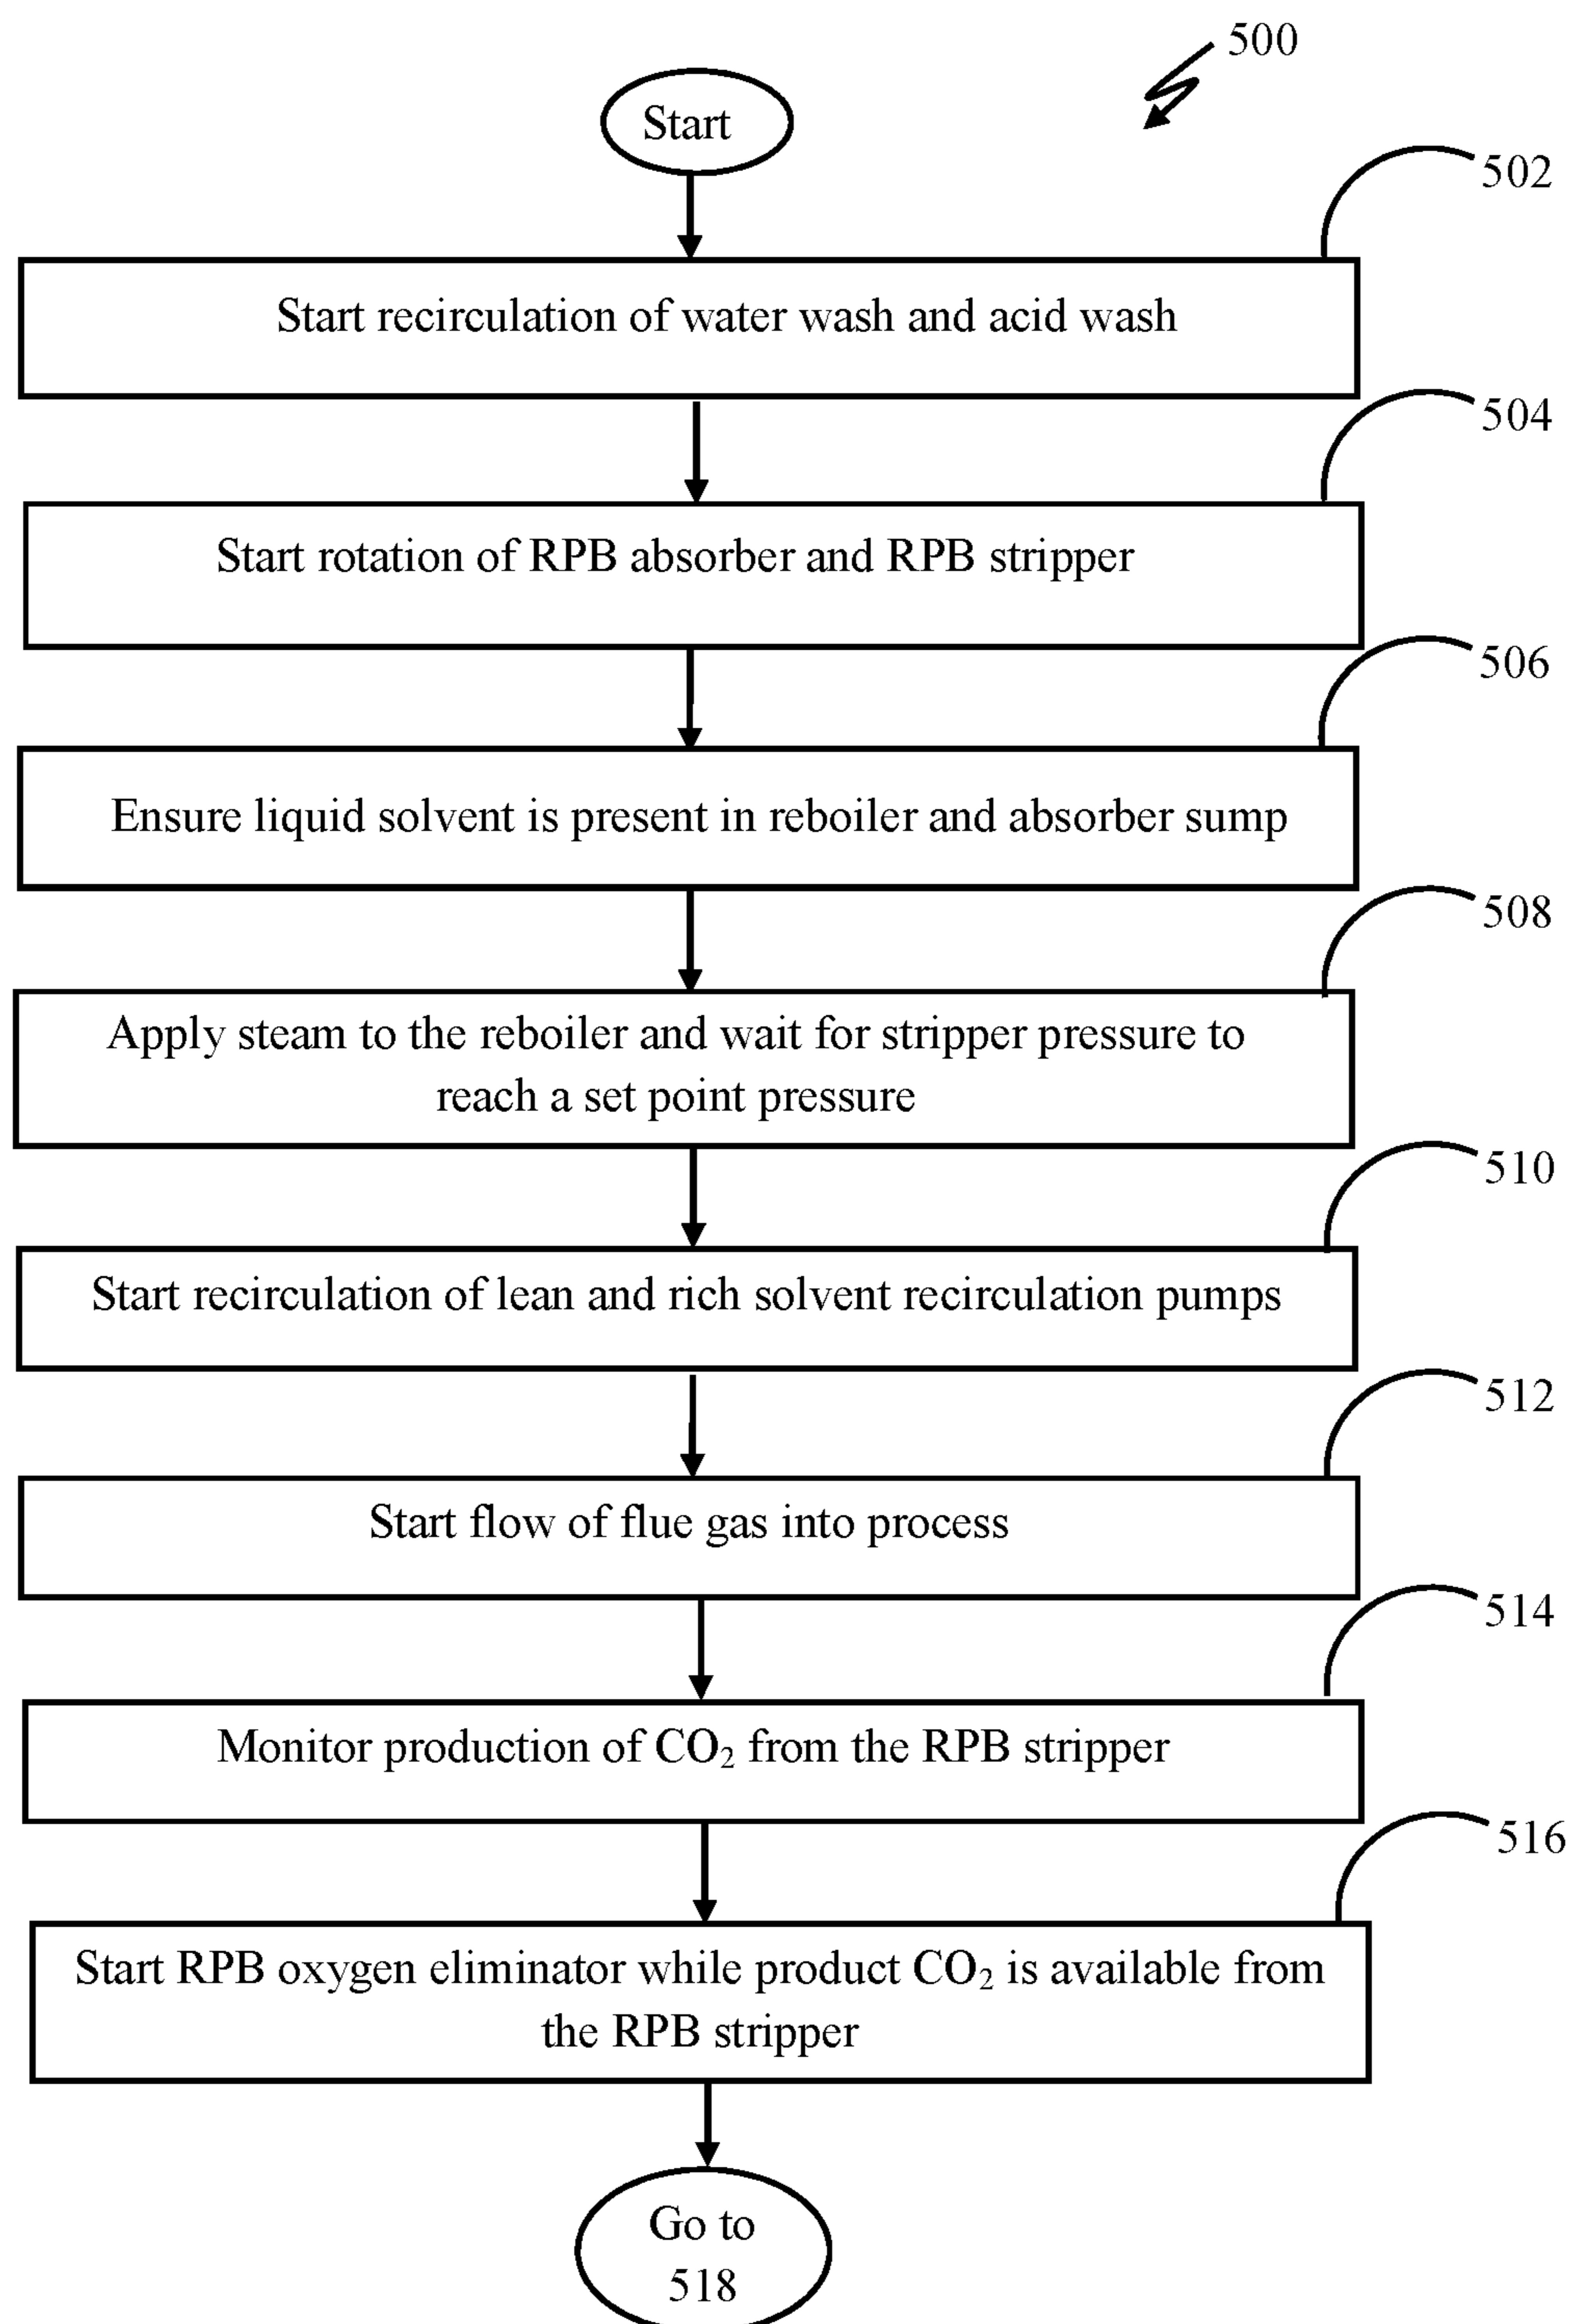 500
Start
502
Start recirculation of water wash and acid wash
504
Start rotation of RPB absorber and RPB stripper
506
Ensure liquid solvent is present in reboiler and absorber sump
508
Apply steam to the reboiler and wait for stripper pressure to
reach a set point pressure
510
Start recirculation of lean and rich solvent recirculation pumps
512
Start flow of flue gas into process
514
Monitor production of CO₂ from the RPB stripper
516
Start RPB oxygen eliminator while product CO₂ is available from
the RPB stripper
Go to
518